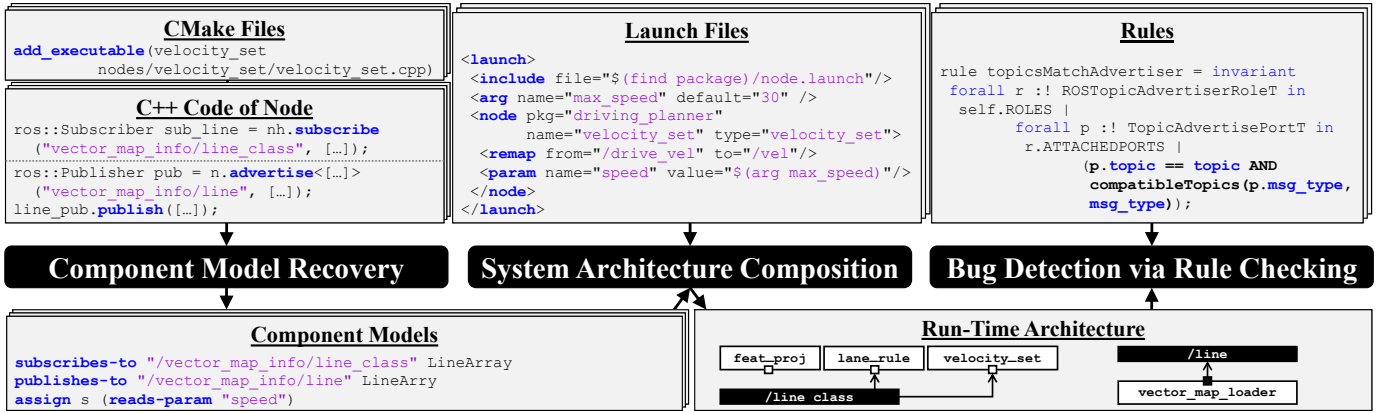 CMake Files
add_executable(velocity_set
nodes/velocity_set/velocity_set.cpp)
C++ Code of Node
ros::Subscriber sub_line = nh.subscribe
("vector_map_info/line_class", […]);
ros::Publisher pub = n.advertise<[…]>
("vector_map_info/line", […]);
line_pub.publish([…]);
Launch Files
<launch>
<include file="$(find package)/node.launch"/>
<arg name="max_speed" default="30" />
<node pkg="driving_planner"
name="velocity_set" type="velocity_set">
<remap from="/drive_vel" to="/vel"/>
<param name="speed" value="$(arg max_speed)"/>
</node>
</launch>
Rules
rule topicsMatchAdvertiser = invariant
forall r :! ROSTopicAdvertiserRoleT in
self.ROLES |
forall p :! TopicAdvertisePortT in
r.ATTACHEDPORTS |
(p.topic == topic AND
compatibleTopics(p.msg_type,
msg_type));
Component Model Recovery
System Architecture Composition
Bug Detection via Rule Checking
Component Models
subscribes-to "/vector_map_info/line_class" LineArray
publishes-to "/vector_map_info/line" LineArry
assign s (reads-param "speed")
Run-Time Architecture
feat_proj
lane_rule
velocity_set
/line class
/line
vector_map_loader